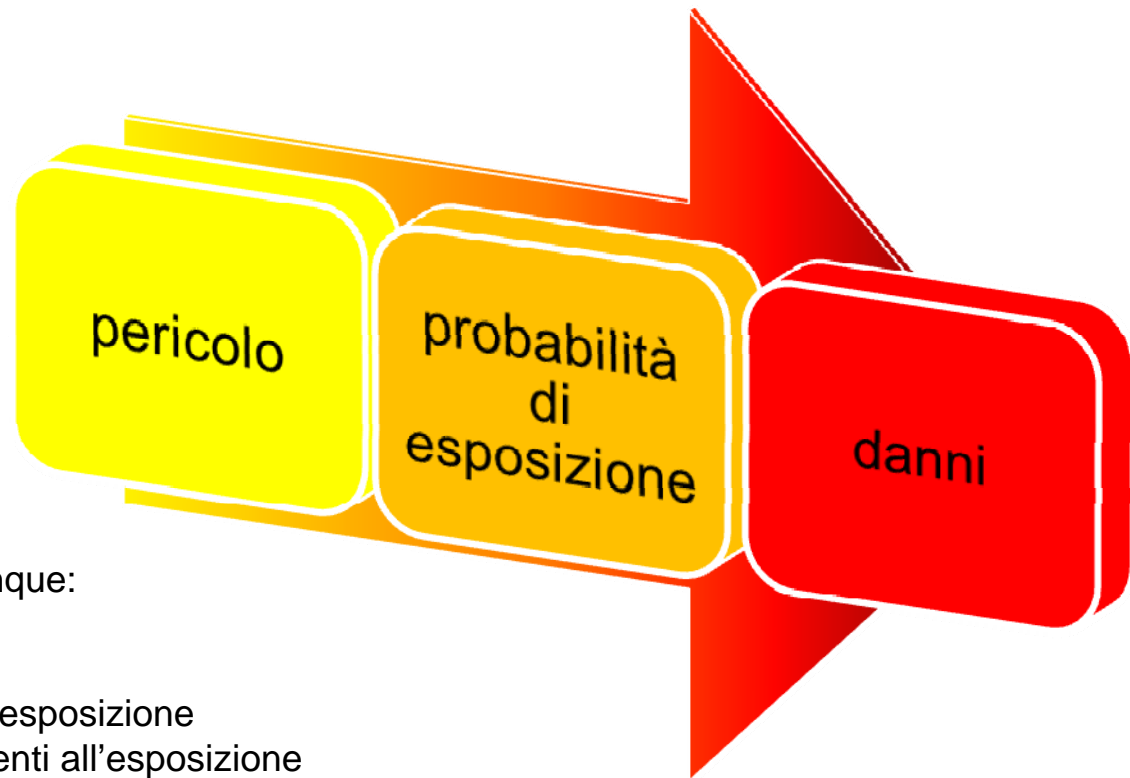 pericolo
probabilità
di
esposizione
danni
que:
esposizione
enti all’esposizione